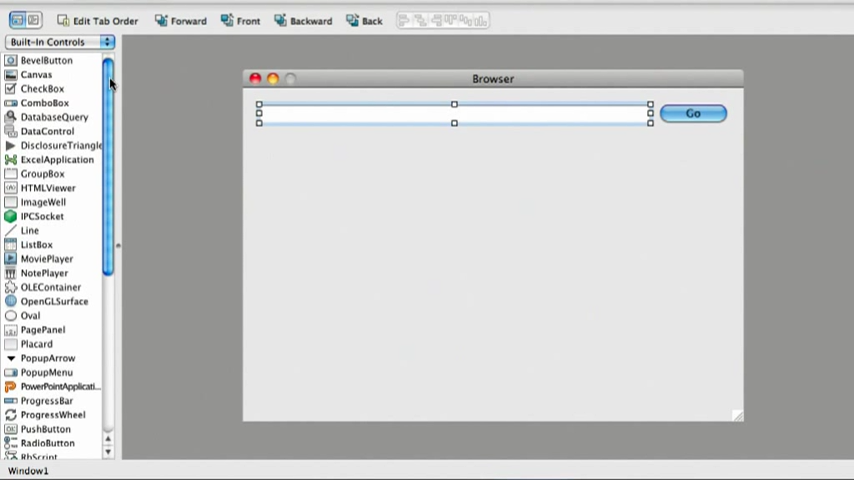 Edit Tab Order Forward Front Backward Back
Built-In Controls
Browser
BevelButton
Canvas
CheckBox
ComboBox
DatabaseQuery
DataControl
DisclosureTriangle
ExcelApplication
GroupBox
HTMLViewer
ImageWell
IPCSocket
Line
ListBox
MoviePlayer
NotePlayer
OLEContainer
OpenGLSurface
Oval
PagePanel
Placard
PopupArrow
PopupMenu
PowerPointApplicati...
ProgressBar
ProgressWheel
PushButton
RadioButton
RbScript
Go
Window1